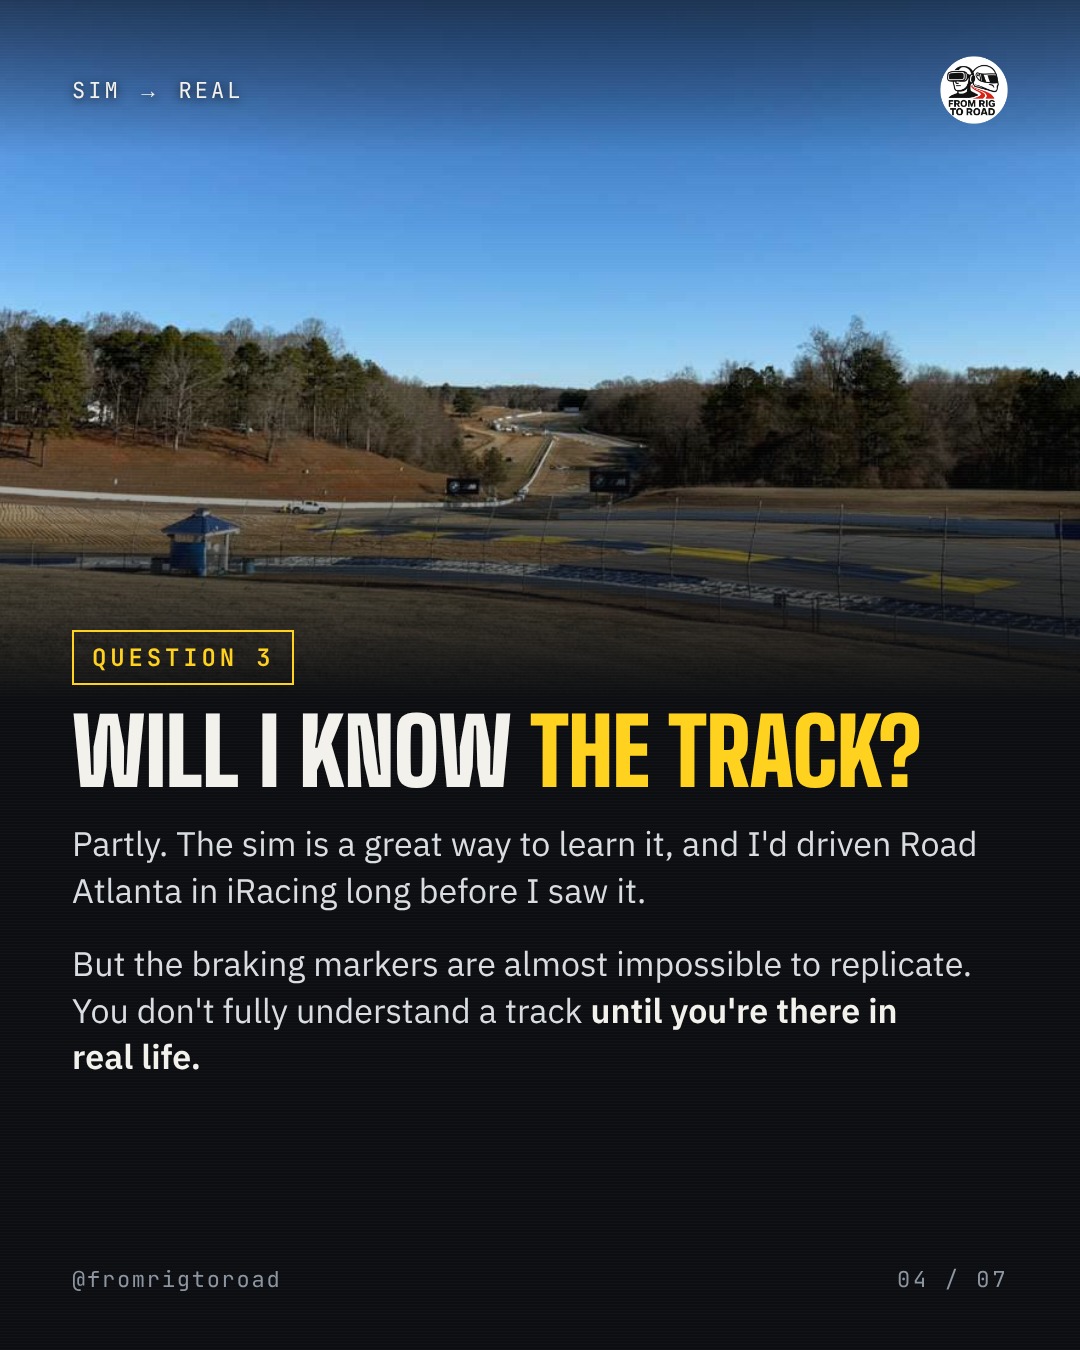 SIM → REAL
FROM RIG
TO ROAD
QUESTION 3
WILL I KNOW THE TRACK?
Partly. The sim is a great way to learn it, and I'd driven Road
Atlanta in iRacing long before I saw it.
But the braking markers are almost impossible to replicate.
You don't fully understand a track until you're there in
real life.
@fromrigtoroad
04 / 07